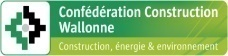 Confédération Construction
Wallonne
Construction, énergie & environnement